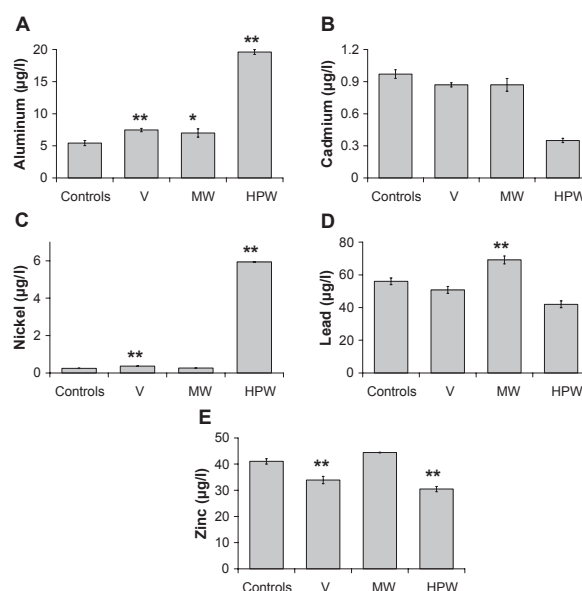 A
Aluminum (µg/l)
20
15
10
5
0
**
**
*
Controls V MW HPW
B
Cadmium (µg/l)
1.2
0.9
0.6
0.3
0
Controls V MW HPW
C
Nickel (µg/l)
6
4
2
0
**
**
Controls V MW HPW
D
Lead (µg/l)
80
60
40
20
0
**
Controls V MW HPW
E
Zinc (µg/l)
50
40
30
20
10
0
**
**
Controls V MW HPW